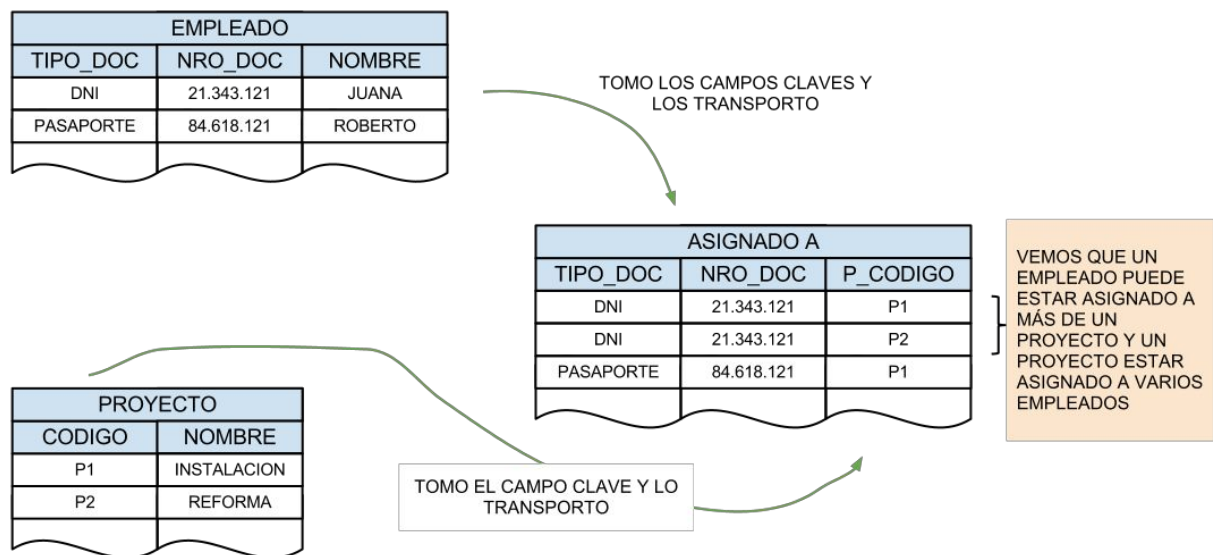 EMPLEADO
TIPO_DOC NRO_DOC NOMBRE
DNI 21.343.121 JUANA
PASAPORTE 84.618.121 ROBERTO
TOMO LOS CAMPOS CLAVES Y
LOS TRANSPORTO
ASIGNADO A
TIPO_DOC NRO_DOC P_CODIGO
DNI 21.343.121 P1
DNI 21.343.121 P2
PASAPORTE 84.618.121 P1
VEMOS QUE UN
EMPLEADO PUEDE
ESTAR ASIGNADO A
MÁS DE UN
PROYECTO Y UN
PROYECTO ESTAR
ASIGNADO A VARIOS
EMPLEADOS
PROYECTO
CODIGO NOMBRE
P1 INSTALACION
P2 REFORMA
TOMO EL CAMPO CLAVE Y LO
TRANSPORTO